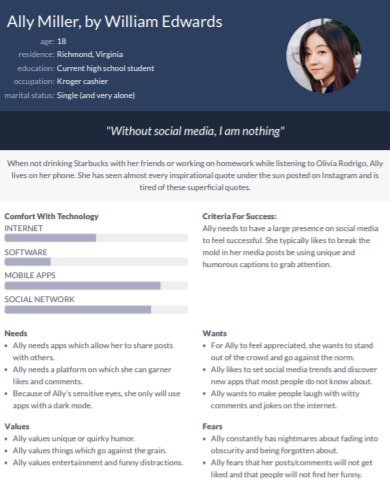 Ally Miller, by William Edwards
age: 18
residence: Richmond, Virginia
education: Current high school student
occupation: Kroger cashier
marital status: Single (and very alone)
"Without social media, I am nothing"
When not drinking Starbucks with her friends or working on homework while listening to Olivia Rodrigo, Ally
lives on her phone. She has seen almost every inspirational quote under the sun posted on Instagram and is
tired of these superficial quotes.
Comfort With Technology
INTERNET
SOFTWARE
MOBILE APPS
SOCIAL NETWORK
Criteria For Success:
Ally needs to have a large presence on social media
to feel successful. She typically likes to break the
mold in her media posts be using unique and
humorous captions to grab attention.
Needs
• Ally needs apps which allow her to share posts
with others.
• Ally needs a platform on which she can garner
likes and comments.
• Because of Ally's sensitive eyes, she only will use
apps with a dark mode.
Wants
• For Ally to feel appreciated, she wants to stand
out of the crowd and go against the norm.
• Ally likes to set social media trends and discover
new apps that most people do not know about.
• Ally wants to make people laugh with witty
comments and jokes on the internet.
Values
• Ally values unique or quirky humor.
• Ally values things which go against the grain.
• Ally values entertainment and funny distractions.
Fears
• Ally constantly has nightmares about fading into
obscurity and being forgotten about.
• Ally fears that her posts/comments will not get
liked and that people will not find her funny.